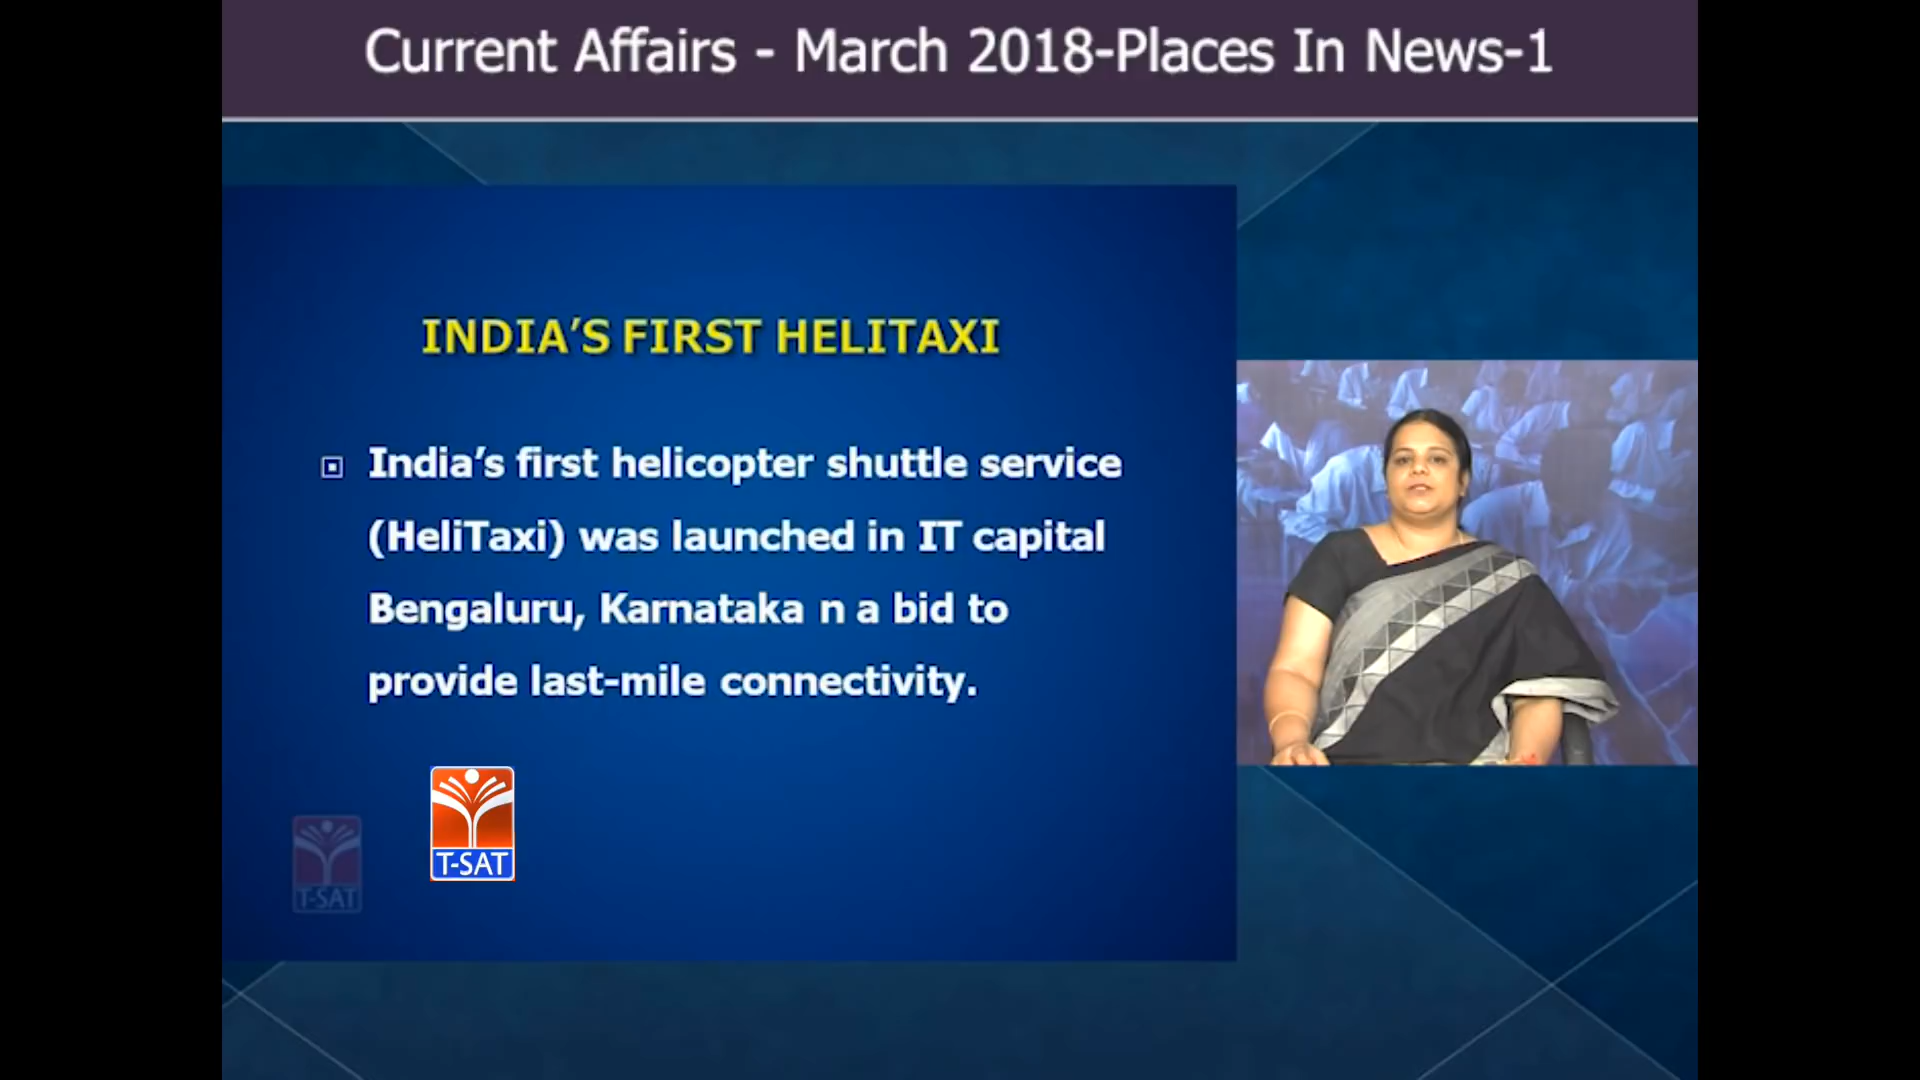 Current Affairs - March 2018-Places In News-1
INDIA’S FIRST HELITAXI
India’s first helicopter shuttle service
(HeliTaxi) was launched in IT capital
Bengaluru, Karnataka n a bid to
provide last-mile connectivity.
T-SAT
T-SAT